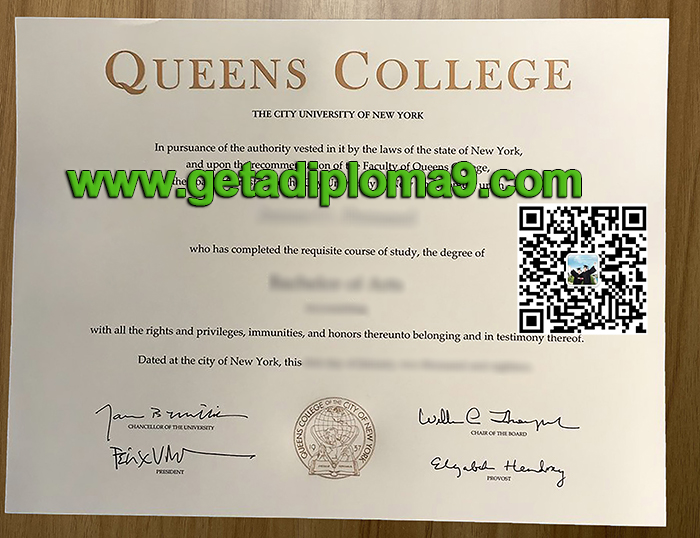 QUEENS COLLEGE
THE CITY UNIVERSITY OF NEW YORK
In pursuance of the authority vested in it by the laws of the state of New York,
and upon the recommendation of the Faculty of Queens College,
www.getadiploma9.com
who has completed the requisite course of study, the degree of
Bachelor of Arts
with all the rights and privileges, immunities, and honors thereunto belonging and in testimony thereof.
Dated at the city of New York, this
CHANCELLOR OF THE UNIVERSITY
CHAIR OF THE BOARD
PRESIDENT
PROVOST
QUEENS COLLEGE OF THE CITY OF NEW YORK
1937